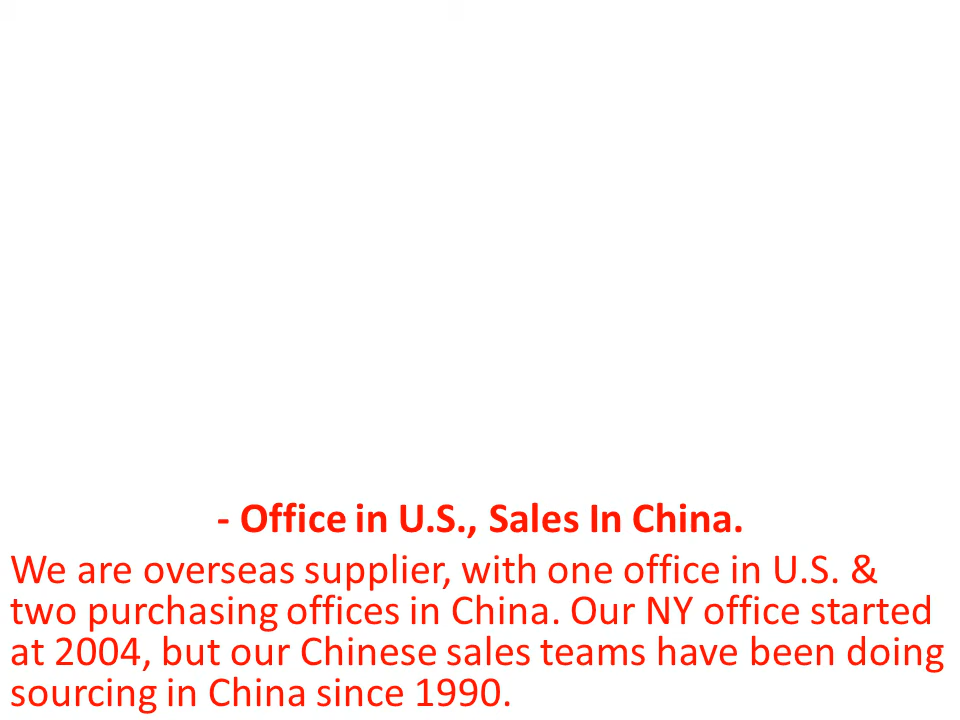 - Office in U.S., Sales In China.
We are overseas supplier, with one office in U.S. &
two purchasing offices in China. Our NY office started
at 2004, but our Chinese sales teams have been doing
sourcing in China since 1990.